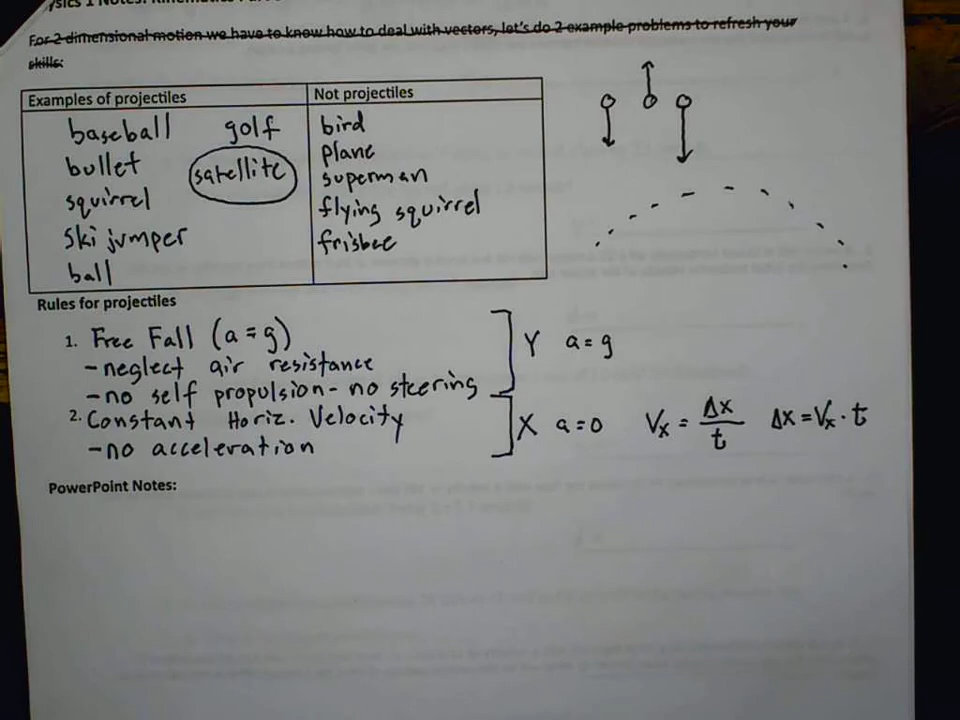 For 2 dimensional motion we have to know how to deal with vectors, let's do 2 example problems to refresh your
skills:
Examples of projectiles Not projectiles
baseball golf bird
bullet satellite plane
squirrel superman
ski jumper flying squirrel
ball frisbee
Rules for projectiles
1. Free Fall (a = g)
-neglect air resistance
-no self propulsion- no steering
] Y a = g
2. Constant Horiz. Velocity
-no acceleration
] X a = 0 Vx = Δx/t Δx = Vx · t
PowerPoint Notes: